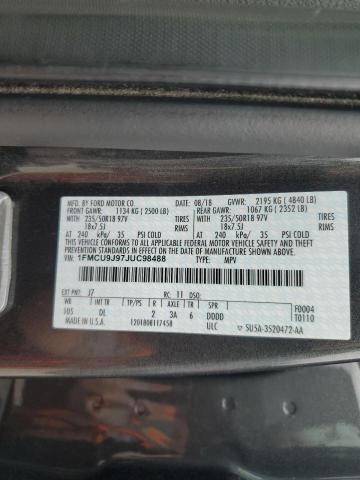 MFD. BY FORD MOTOR CO.
DATE: 08/18 GVWR: 2195 KG (4840 LB)
FRONT GAWR: 1134 KG (2500 LB) REAR GAWR: 1067 KG (2352 LB)
WITH 235/50R18 97V WITH 235/50R18 97V
TIRES TIRES
18x7.5J RIMS 18x7.5J RIMS
AT 240 kPa/ 35 PSI COLD AT 240 kPa/ 35 PSI COLD
THIS VEHICLE CONFORMS TO ALL APPLICABLE FEDERAL MOTOR VEHICLE SAFETY AND THEFT PREVENTION STANDARDS IN EFFECT ON THE DATE OF MANUFACTURE SHOWN ABOVE.
VIN: 1FMCU9J97JUC98488 TYPE: MPV
EXT PNT: J7 RC: 11 DSO:
WB INT TR TP/PS R AXLE TR SPR
105 DL 2 3A 6 DDDD F0004 T0110
MADE IN U.S.A. ULC 5U5A-3520472-AA